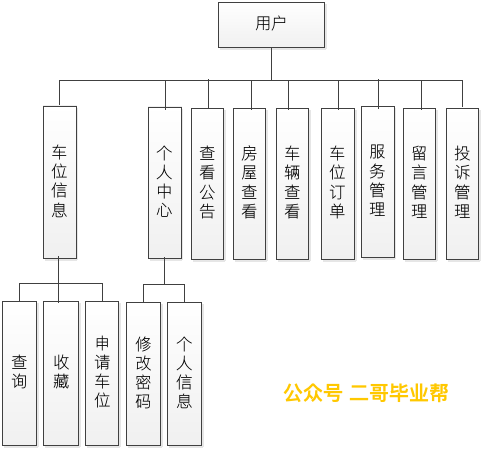 用户
车位信息
个人中心
查看公告
房屋查看
车辆查看
车位订单
服务管理
留言管理
投诉管理
查询
收藏
申请车位
修改密码
个人信息
公众号 二哥毕业帮